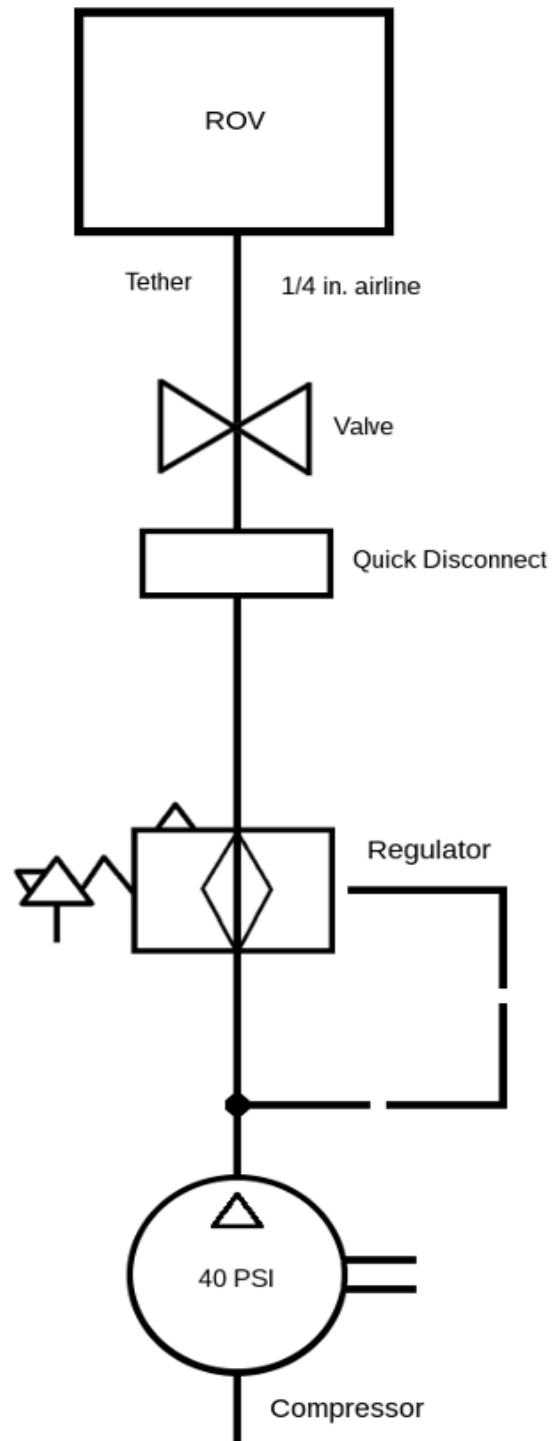 ROV
Tether
1/4 in. airline
Valve
Quick Disconnect
Regulator
40 PSI
Compressor